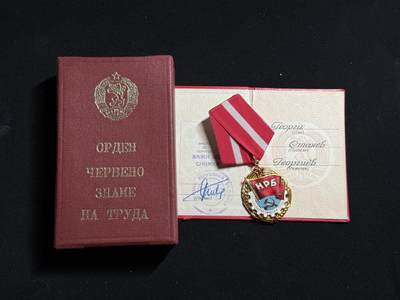 ОРДЕН
ЧЕРВЕНО
ЗНАМЕ
НА ТРУДА
Георги
Станев
Георгиев
НРБ